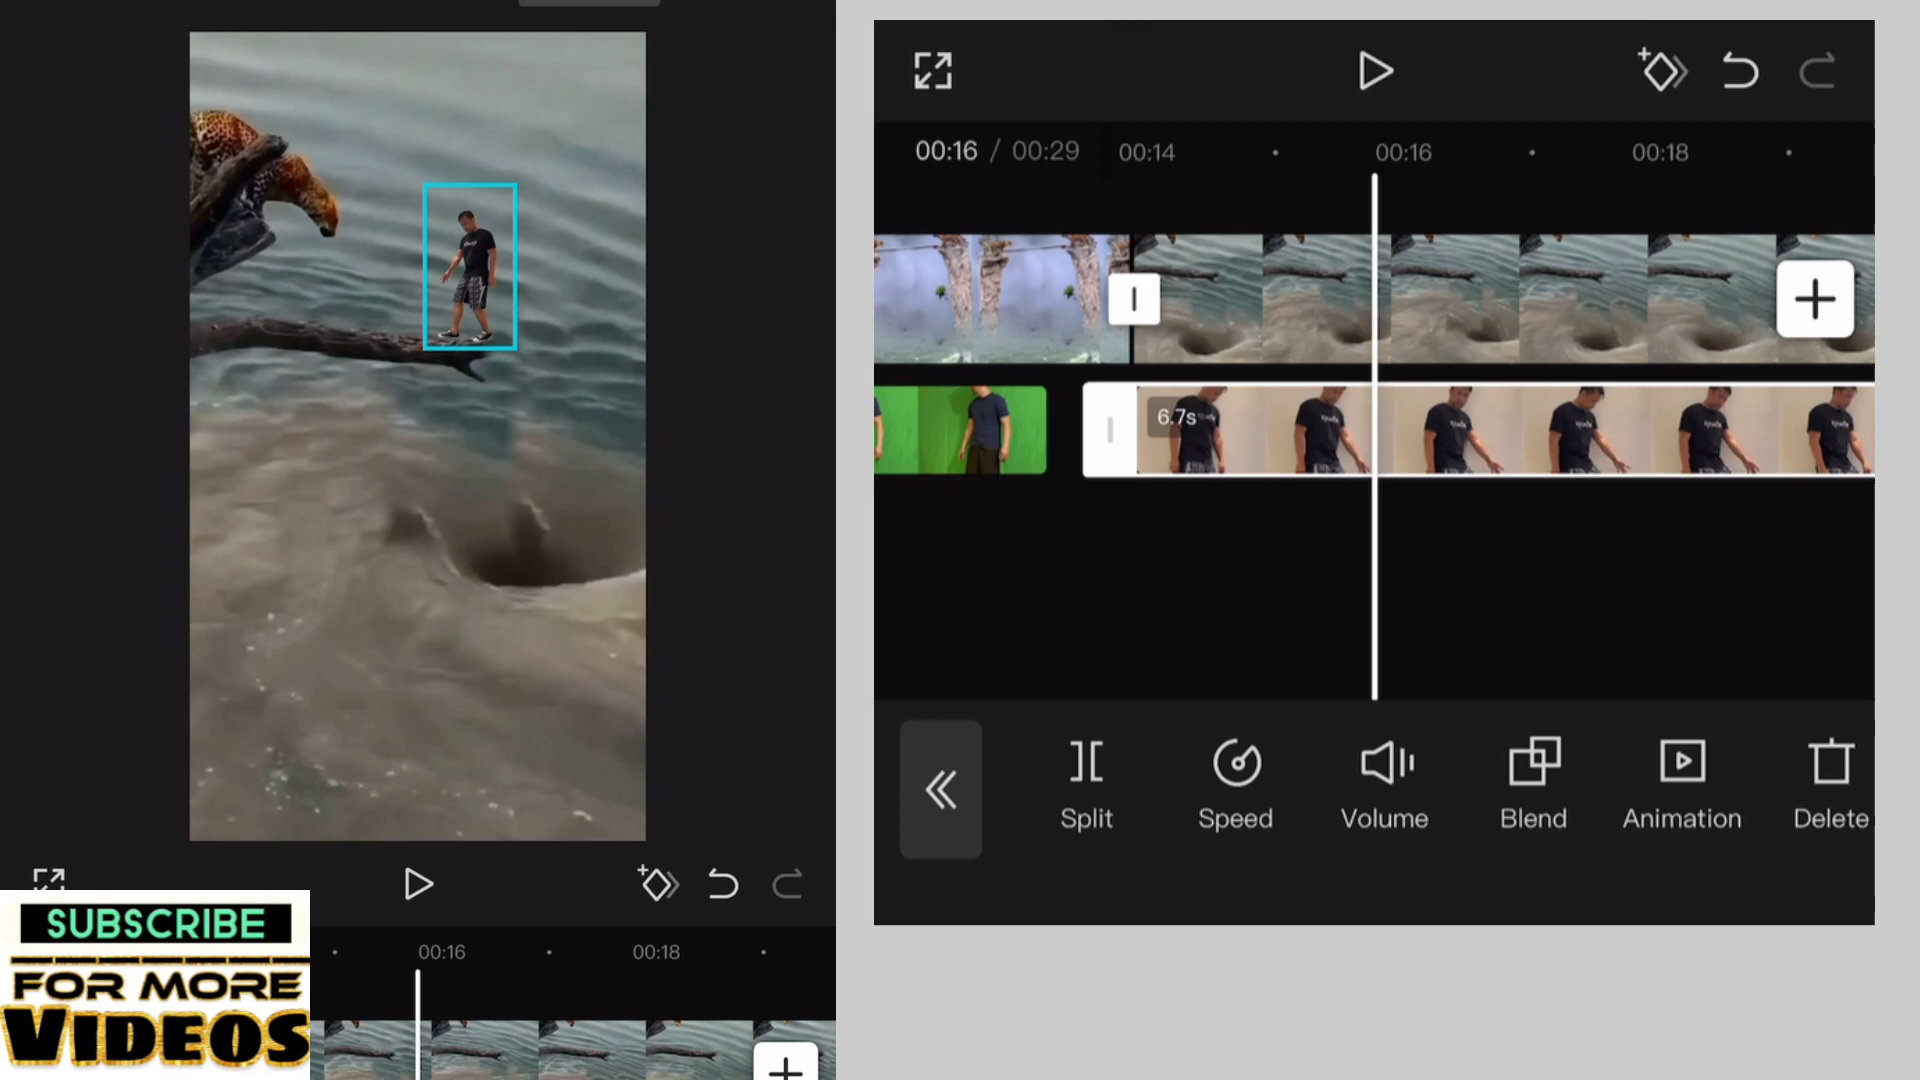 00:16 / 00:29
00:14
00:16
00:18
6.7s
Split
Speed
Volume
Blend
Animation
Delete
00:16
00:18
SUBSCRIBE
FOR MORE
VIDEOS